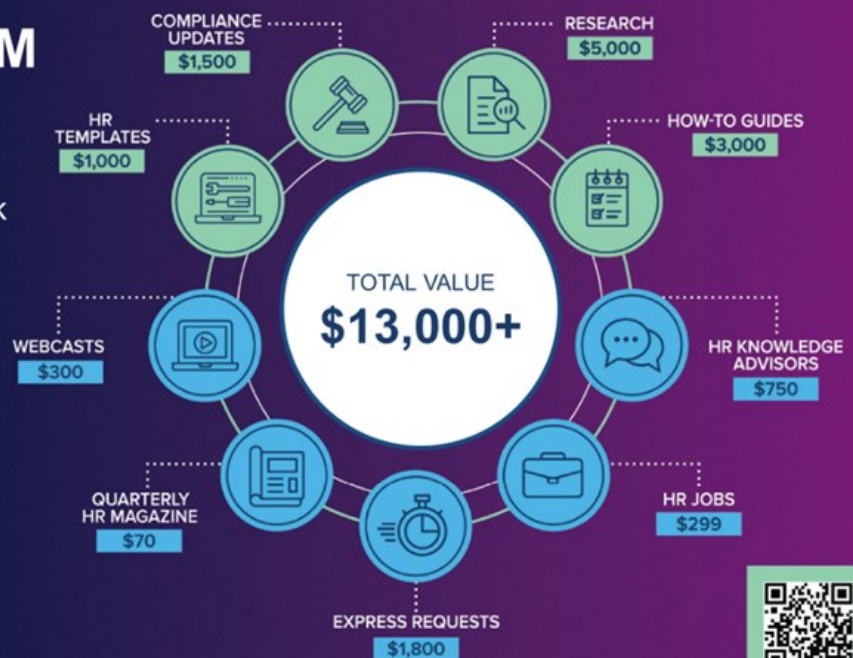 M
K
COMPLIANCE
UPDATES
$1,500
RESEARCH
$5,000
HR
TEMPLATES
$1,000
HOW-TO GUIDES
$3,000
TOTAL VALUE
$13,000+
WEBCASTS
$300
HR KNOWLEDGE
ADVISORS
$750
QUARTERLY
HR MAGAZINE
$70
HR JOBS
$299
EXPRESS REQUESTS
$1,800